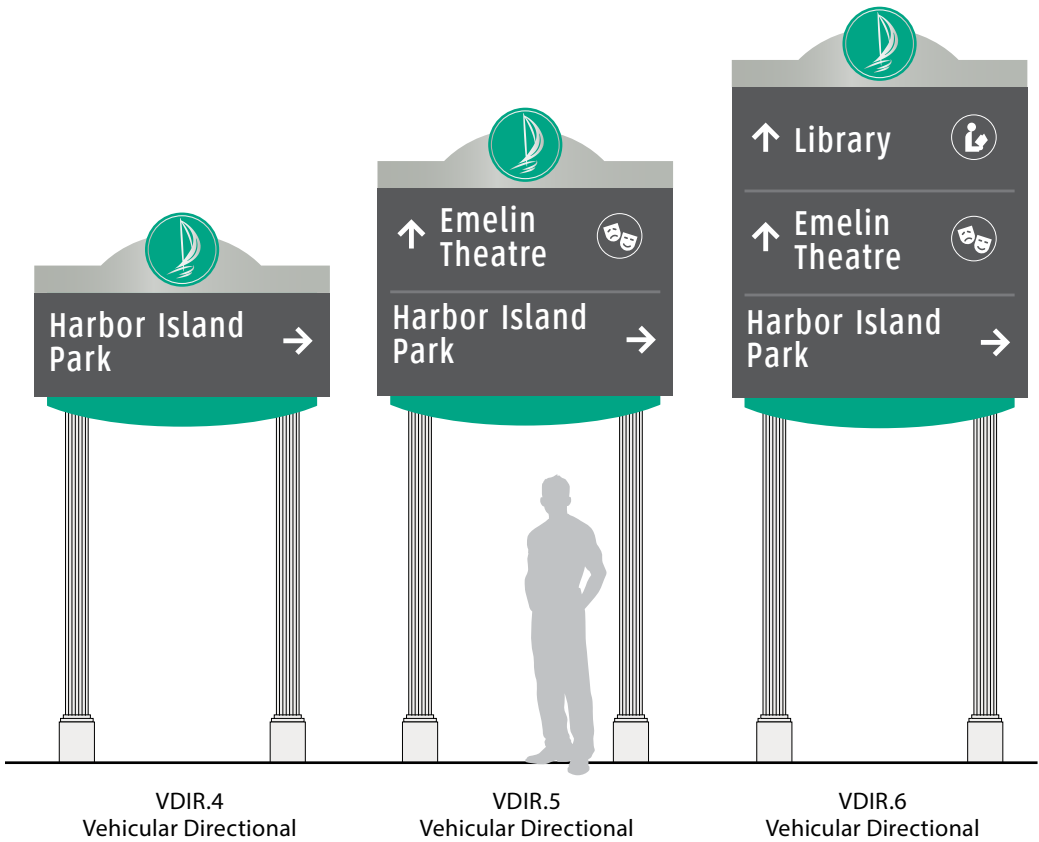 Harbor Island
Park
VDIR.4
Vehicular Directional
Emelin
Theatre
Harbor Island
Park
VDIR.5
Vehicular Directional
Library
Emelin
Theatre
Harbor Island
Park
VDIR.6
Vehicular Directional